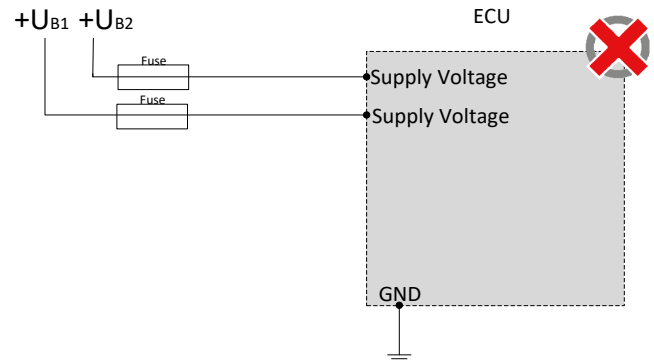 +UB1 +UB2
ECU
Fuse
Supply Voltage
Fuse
Supply Voltage
GND